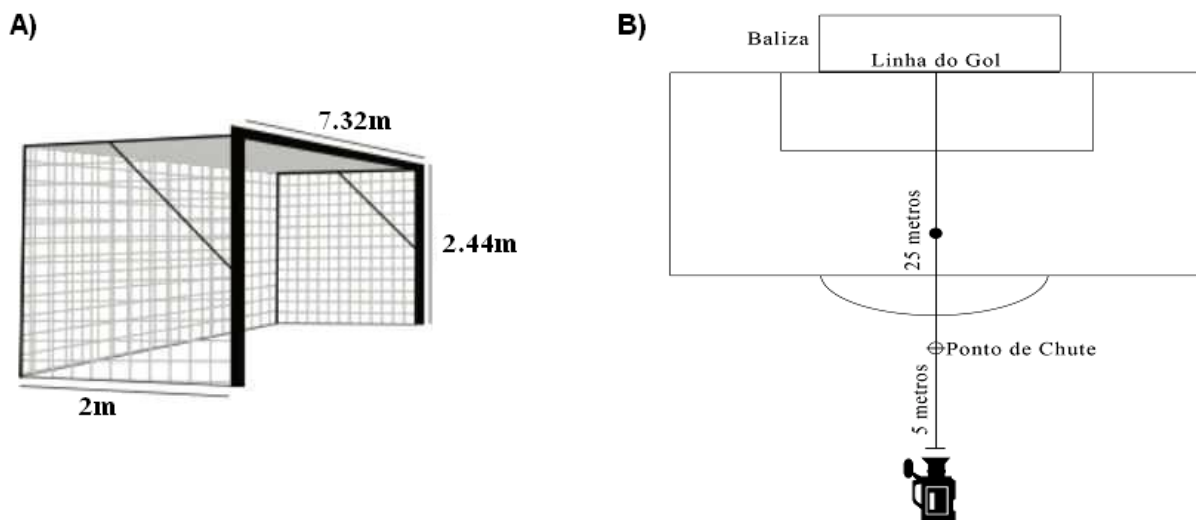 A)
7.32m
2.44m
2m
B)
Baliza
Linha do Gol
25 metros
Ponto de Chute
5 metros